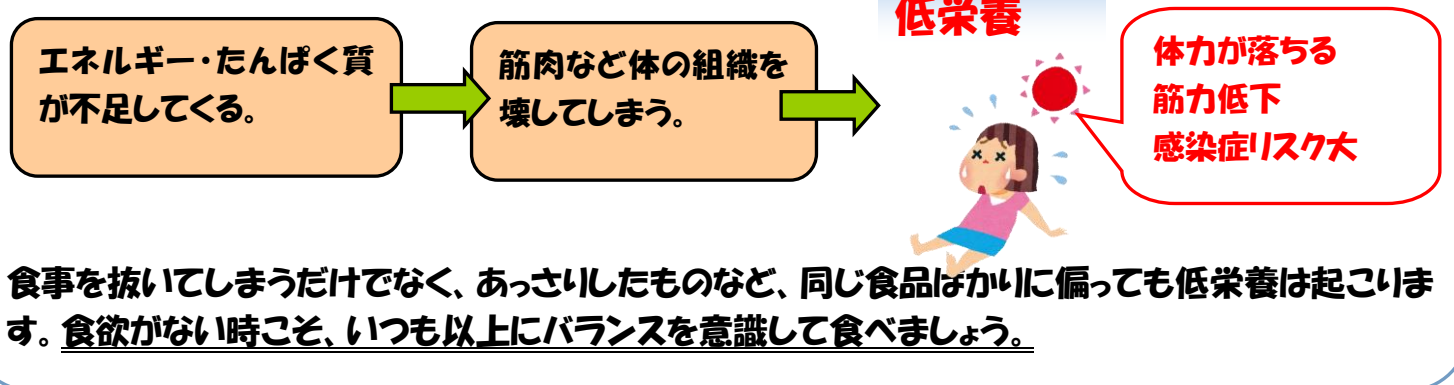 エネルギー・たんぱく質
が不足してくる。
筋肉など体の組織を
壊してしまう。
低栄養
体力が落ちる
筋力低下
感染症リスク大
食事を抜いてしまうだけでなく、あっさりしたものなど、同じ食品ばかりに偏っても低栄養は起こりま
す。食欲がない時こそ、いつも以上にバランスを意識して食べましょう。